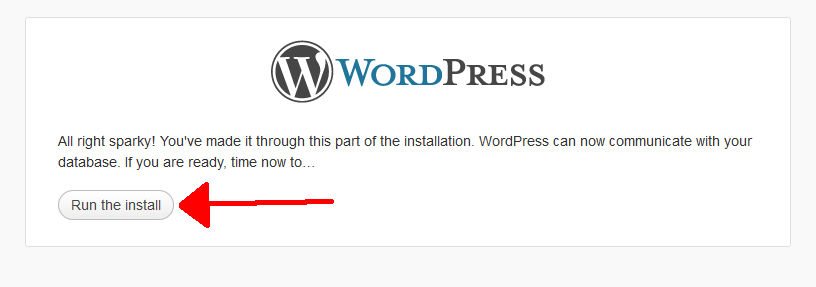 WORDPRESS
All right sparky! You've made it through this part of the installation. WordPress can now communicate with your
database. If you are ready, time now to…
Run the install